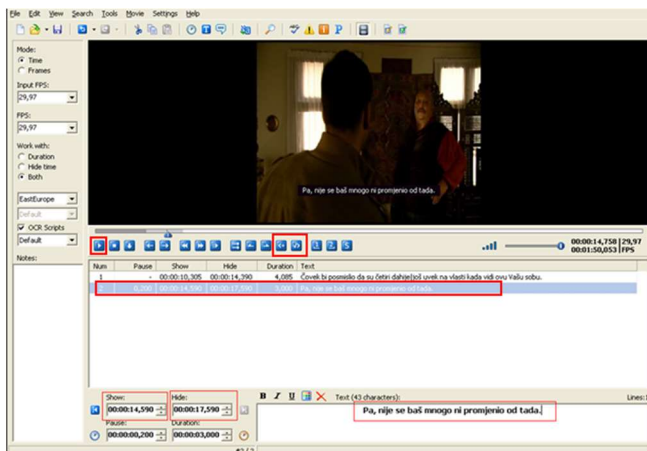 File Edit View Search Tools Movie Settings Help
Mode:
Time
Frames
Input FPS:
29,97
FPS:
29,97
Work with:
Duration
Hide time
Both
EastEurope
Default
OCR Scripts
Default
Notes:
Pa, nije se baš mnogo ni promjenio od tada.
00:00:14,758 29,97
00:01:50,053 FPS
Num Pause Show Hide Duration Text
1 - 00:00:10,305 00:00:14,390 4,085 Čovek bi posmislio da su četiri dahije još uvek na vlasti kada vidi ovu Vašu sobu.
2 0,200 00:00:14,590 00:00:17,590 3,000 Pa, nije se baš mnogo ni promjenio od tada.
Show: Hide: B I U Text (43 characters): Lines:
00:00:14,590 00:00:17,590 Pa, nije se baš mnogo ni promjenio od tada.
Pause: Duration:
00:00:00,200 00:00:03,000